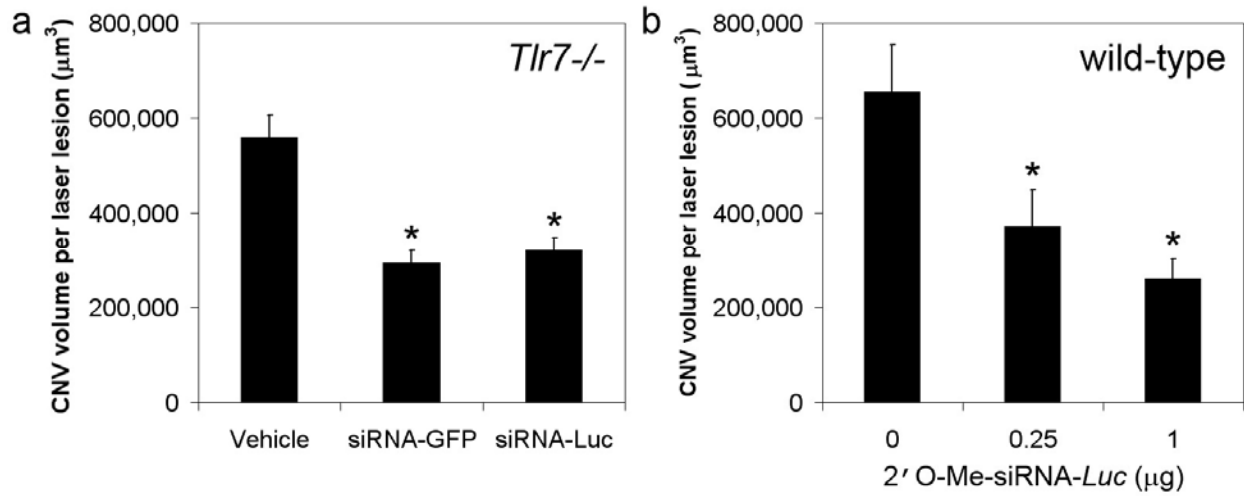 a
CNV volume per laser lesion (μm³)
800,000
600,000
400,000
200,000
0
Tlr7-/-
*
*
Vehicle siRNA-GFP siRNA-Luc
b
CNV volume per laser lesion (μm³)
800,000
600,000
400,000
200,000
0
wild-type
*
*
0 0.25 1
2′ O-Me-siRNA-Luc (μg)